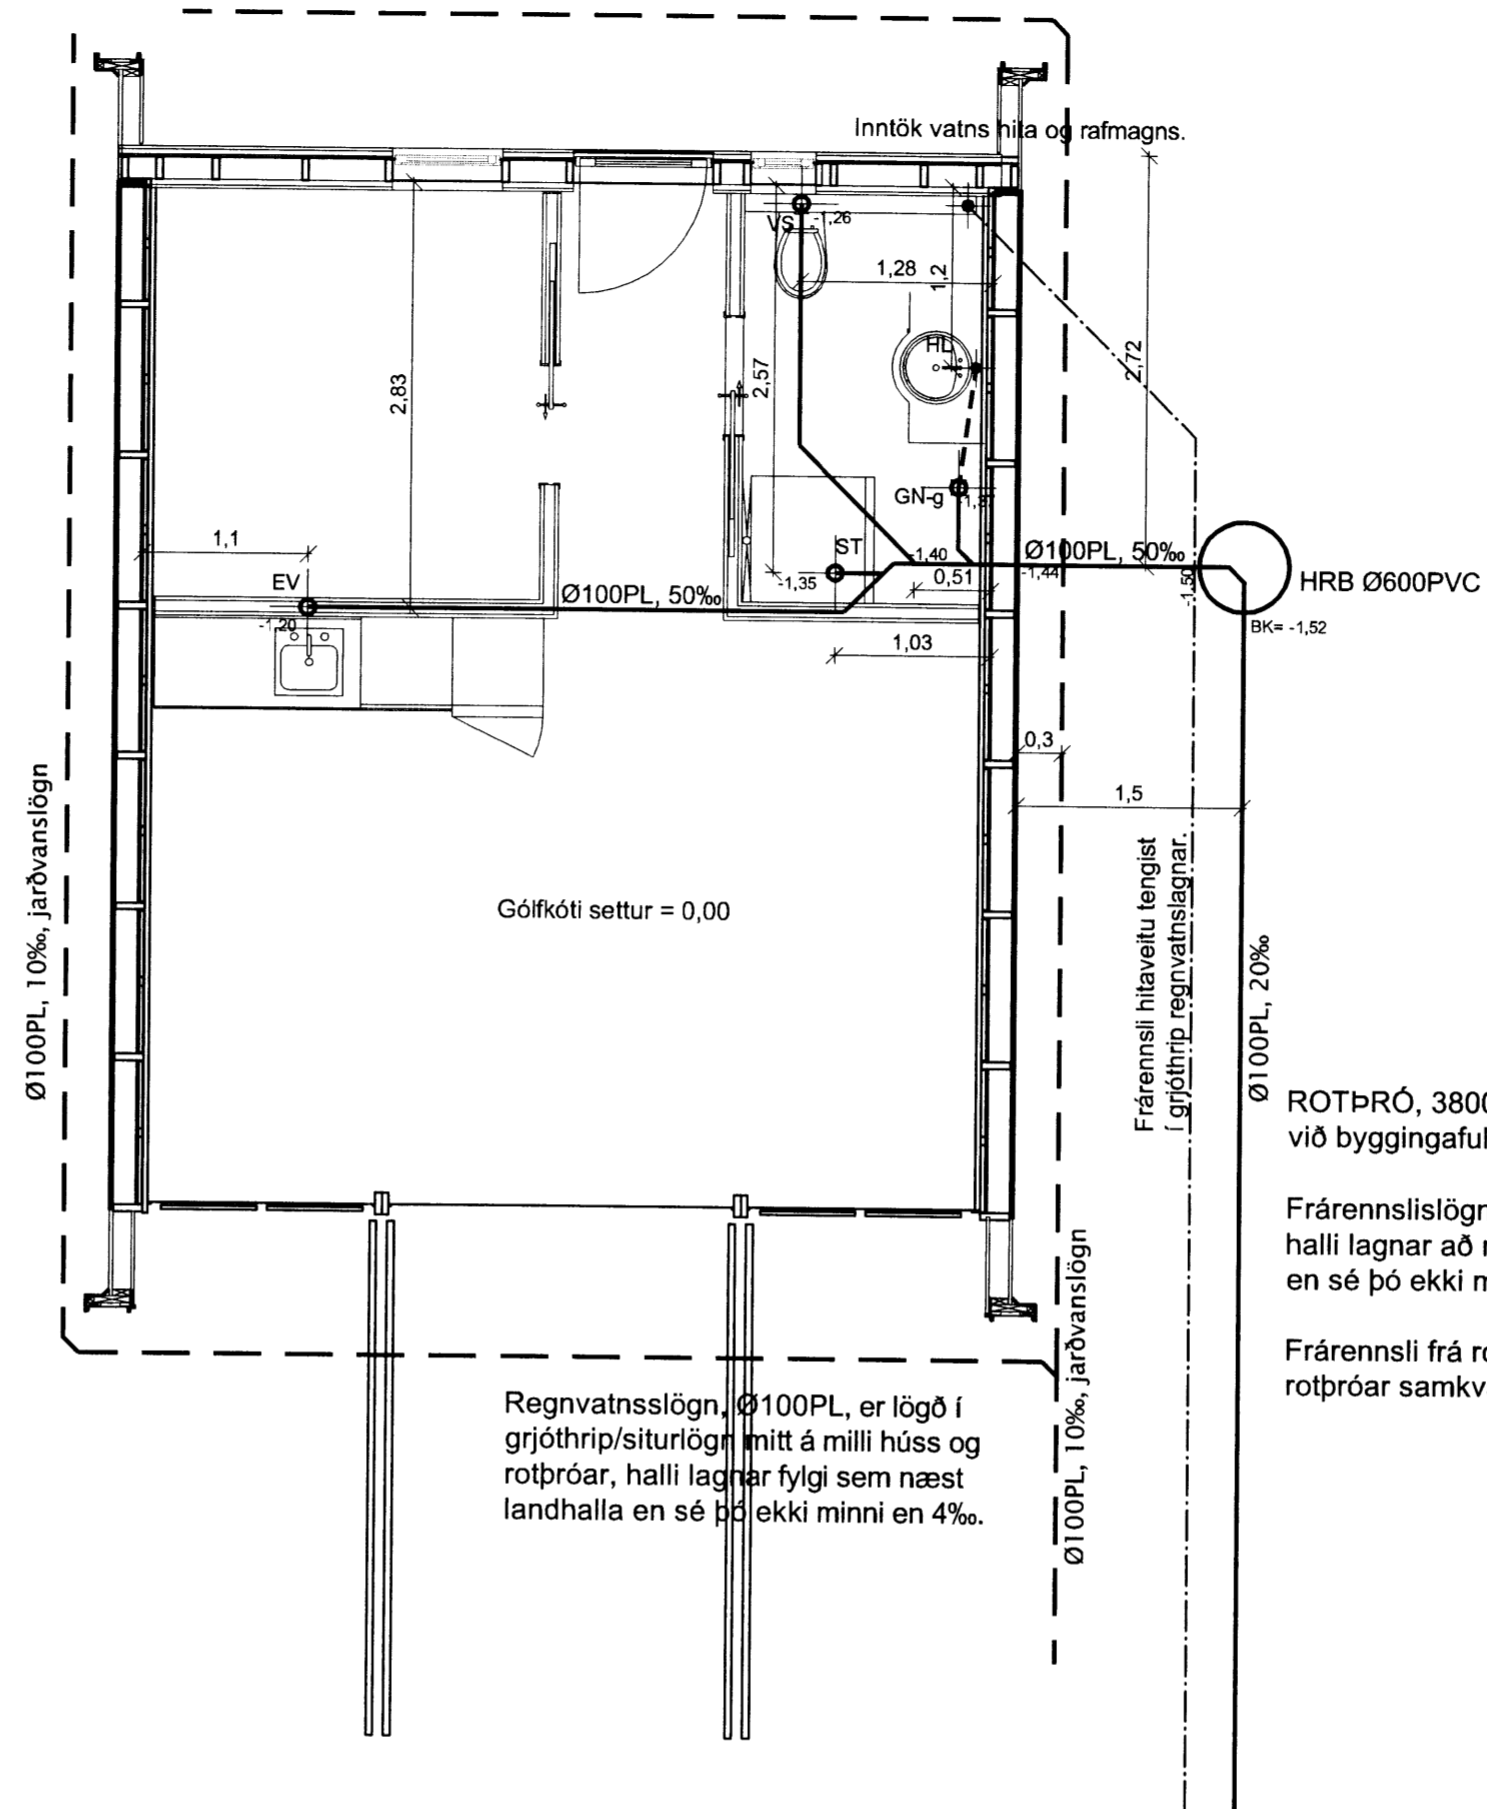 Inntök vatns hita og rafmagns.
VS
-1,26
1,28
1,2
HL
2,72
2,83
2,57
GN-g
1,1
EV
-1,20
Ø100PL, 50‰
ST
-1,35
-1,40
0,51
-1,44
Ø100PL, 50‰
-1,50
HRB Ø600PVC
BK= -1,52
1,03
0,3
1,5
Ø100PL, 10‰, jarðvanslögn
Gólfkóti settur = 0,00
Frárennsli hitaveitu tengist
í grjóthrip regnvatnslagnar.
Ø100PL, 20‰
ROTÞRÓ, 380
við byggingaful
Frárennslislögn
halli lagnar að
en sé þó ekki
Frárennsli frá
rotþróar samkv
Ø100PL, 10‰, jarðvanslögn
Regnvatnsslögn, Ø100PL, er lögð í
grjóthrip/siturlögn mitt á milli húss og
rotþróar, halli lagnar fylgi sem næst
landhalla en sé þó ekki minni en 4‰.